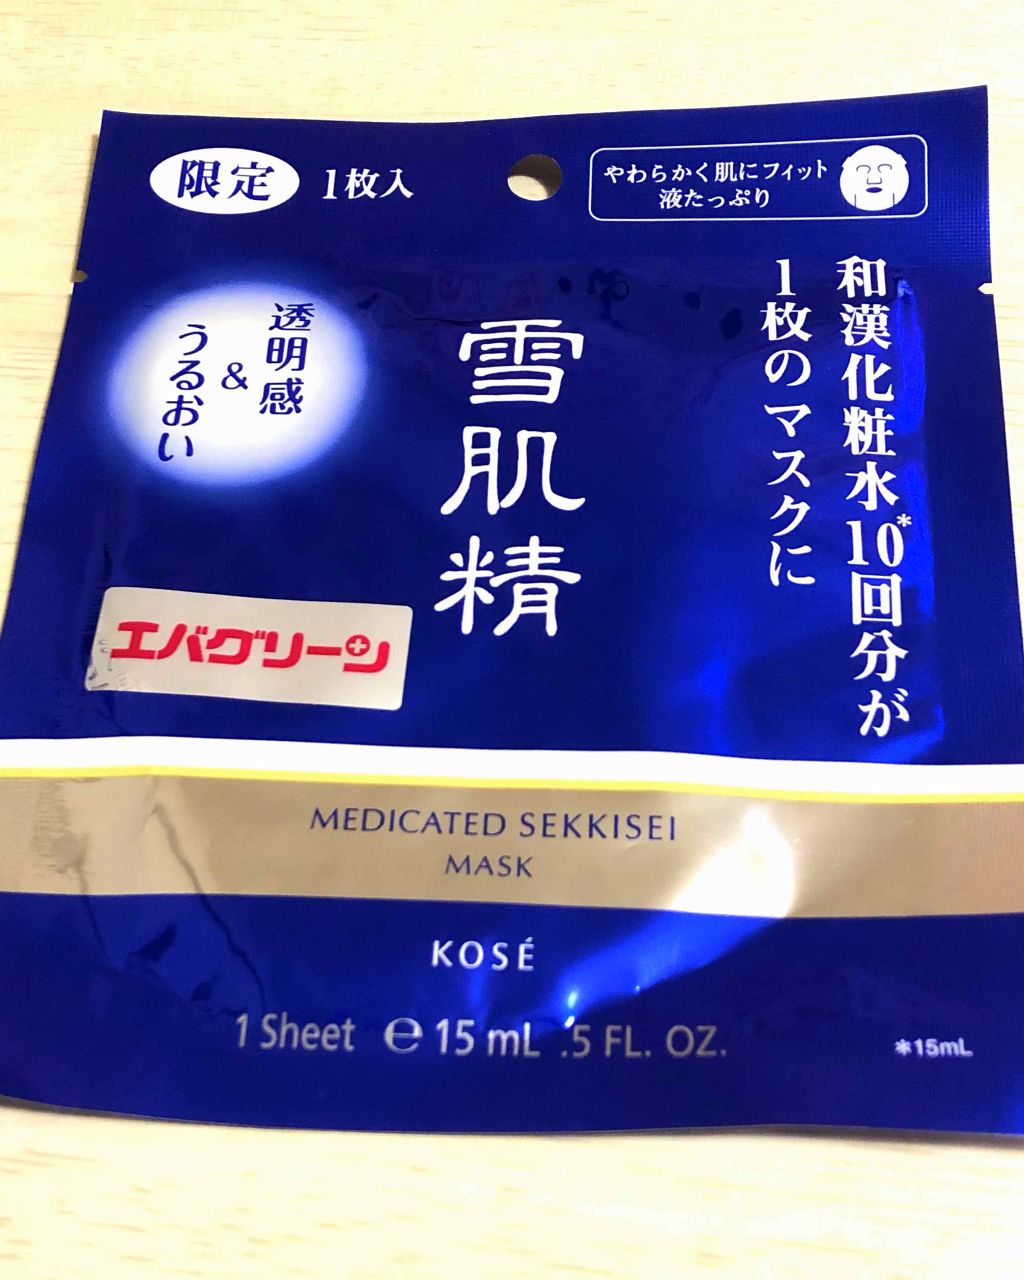 限定 1枚入
やわらかく肌にフィット
液たっぷり
和漢化粧水10*回分が
1枚のマスクに
雪肌精
透明感
&
うるおい
エバグリーン
MEDICATED SEKKISEI
MASK
KOSÉ
1 Sheet ℮ 15 mL .5 FL. OZ.
*15mL